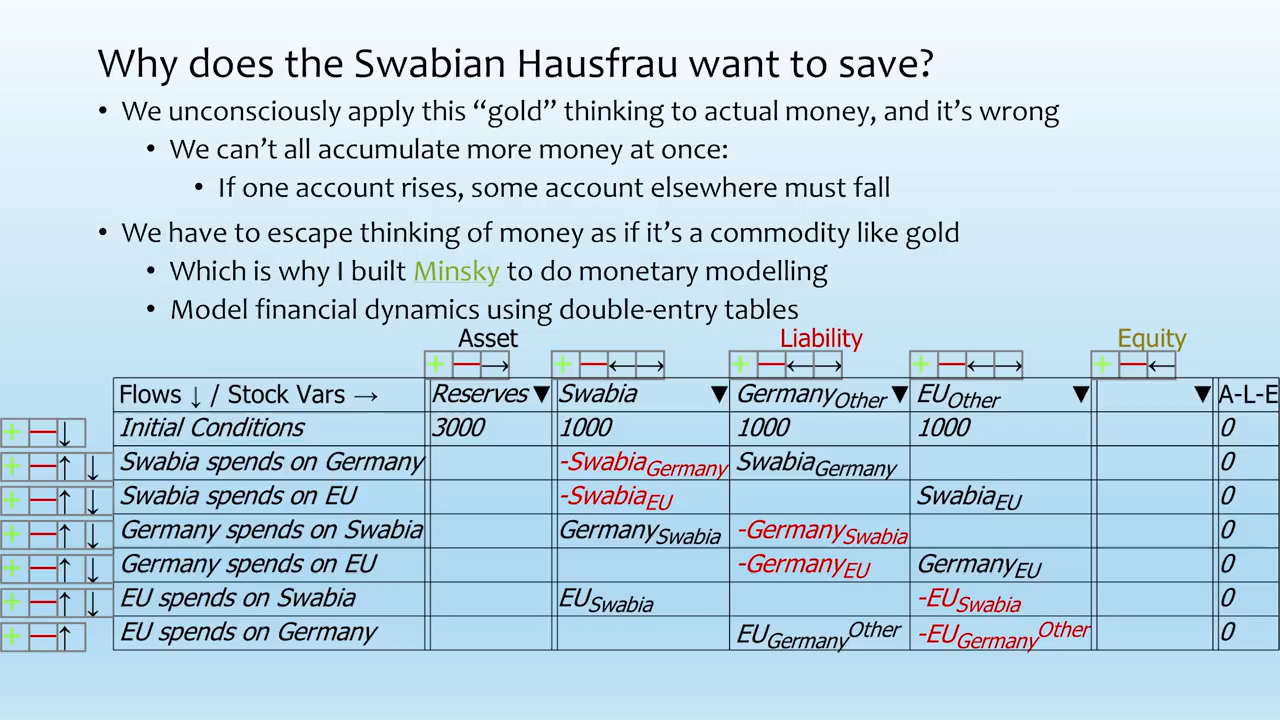 Why does the Swabian Hausfrau want to save?
• We unconsciously apply this “gold” thinking to actual money, and it’s wrong
• We can’t all accumulate more money at once:
• If one account rises, some account elsewhere must fall
• We have to escape thinking of money as if it’s a commodity like gold
• Which is why I built Minsky to do monetary modelling
• Model financial dynamics using double-entry tables
Asset Liability Equity
+ — → + — ← → + — ← → + — ← → + — ←
Flows ↓ / Stock Vars → Reserves ▼ Swabia ▼ GermanyOther ▼ EUOther ▼ ▼ A-L-E
+ — ↓ Initial Conditions 3000 1000 1000 1000 0
+ — ↑ ↓ Swabia spends on Germany -SwabiaGermany SwabiaGermany 0
+ — ↑ ↓ Swabia spends on EU -SwabiaEU SwabiaEU 0
+ — ↑ ↓ Germany spends on Swabia GermanySwabia -GermanySwabia 0
+ — ↑ ↓ Germany spends on EU -GermanyEU GermanyEU 0
+ — ↑ ↓ EU spends on Swabia EUSwabia -EUSwabia 0
+ — ↑ EU spends on Germany EUGermanyOther -EUGermanyOther 0